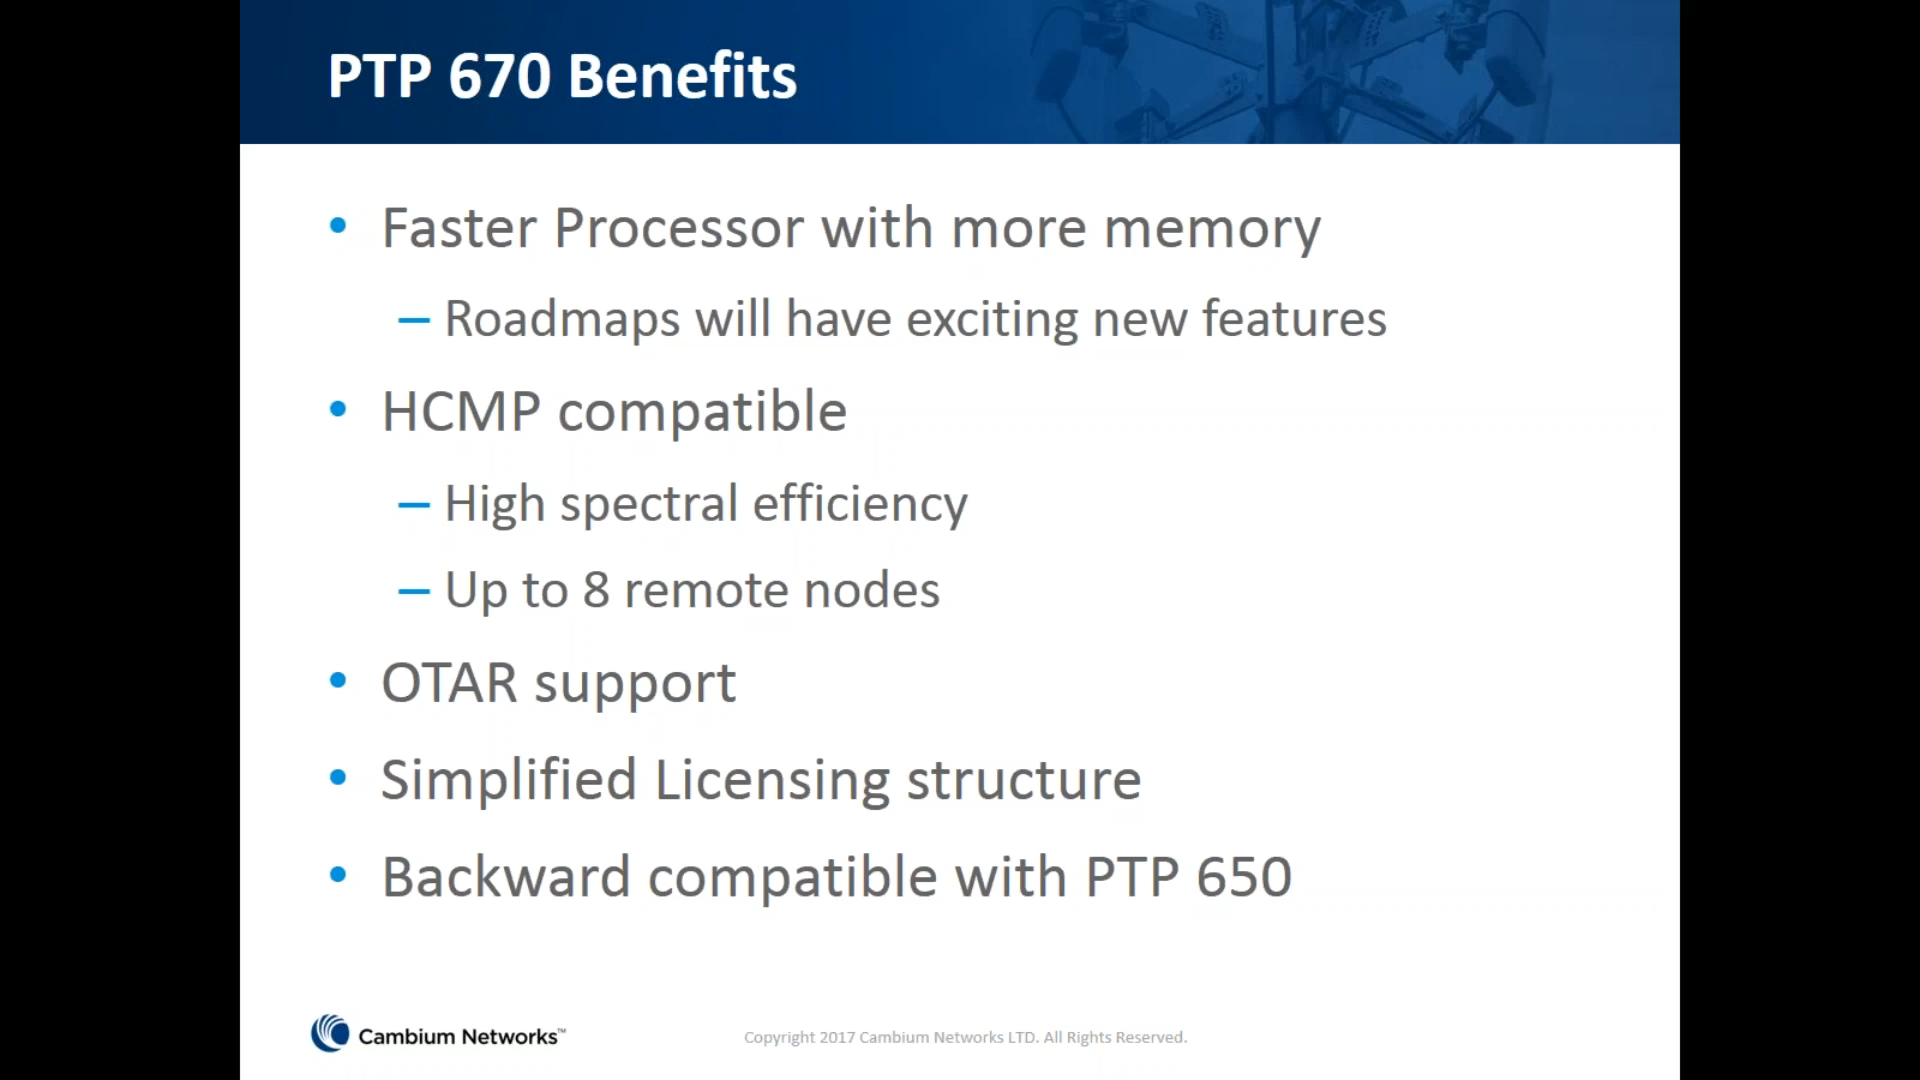 PTP 670 Benefits
• Faster Processor with more memory
– Roadmaps will have exciting new features
• HCMP compatible
– High spectral efficiency
– Up to 8 remote nodes
• OTAR support
• Simplified Licensing structure
• Backward compatible with PTP 650
Cambium Networks™
Copyright 2017 Cambium Networks LTD. All Rights Reserved.